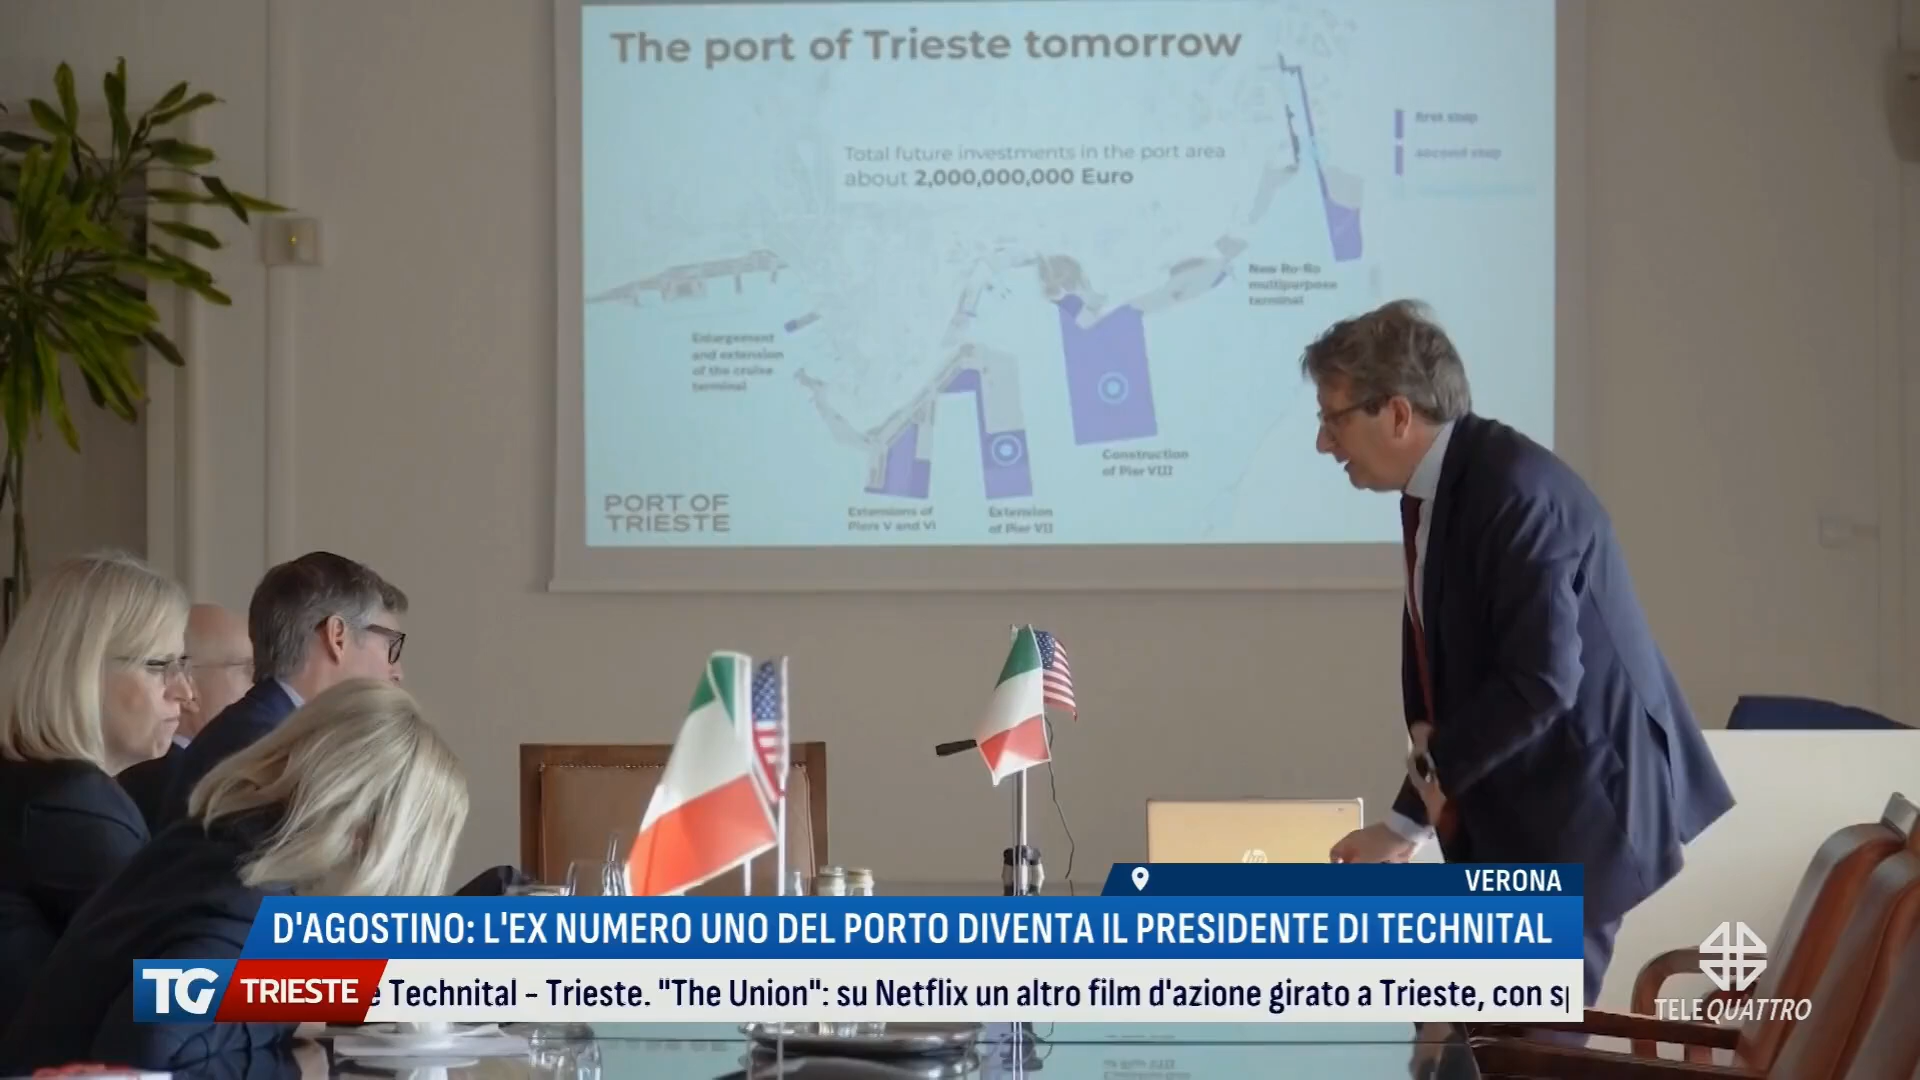 The port of Trieste tomorrow
first step
second step
Total future investments in the port area
about 2,000,000,000 Euro
New Ro-Ro
multipurpose
terminal
Enlargement
and extension
of the cruise
terminal
Construction
of Pier VIII
PORT OF
TRIESTE
Extensions of
Piers V and VI
Extension
of Pier VII
hp
VERONA
D'AGOSTINO: L'EX NUMERO UNO DEL PORTO DIVENTA IL PRESIDENTE DI TECHNITAL
TG TRIESTE
e Technital - Trieste. "The Union": su Netflix un altro film d'azione girato a Trieste, con sp
TELEQUATTRO